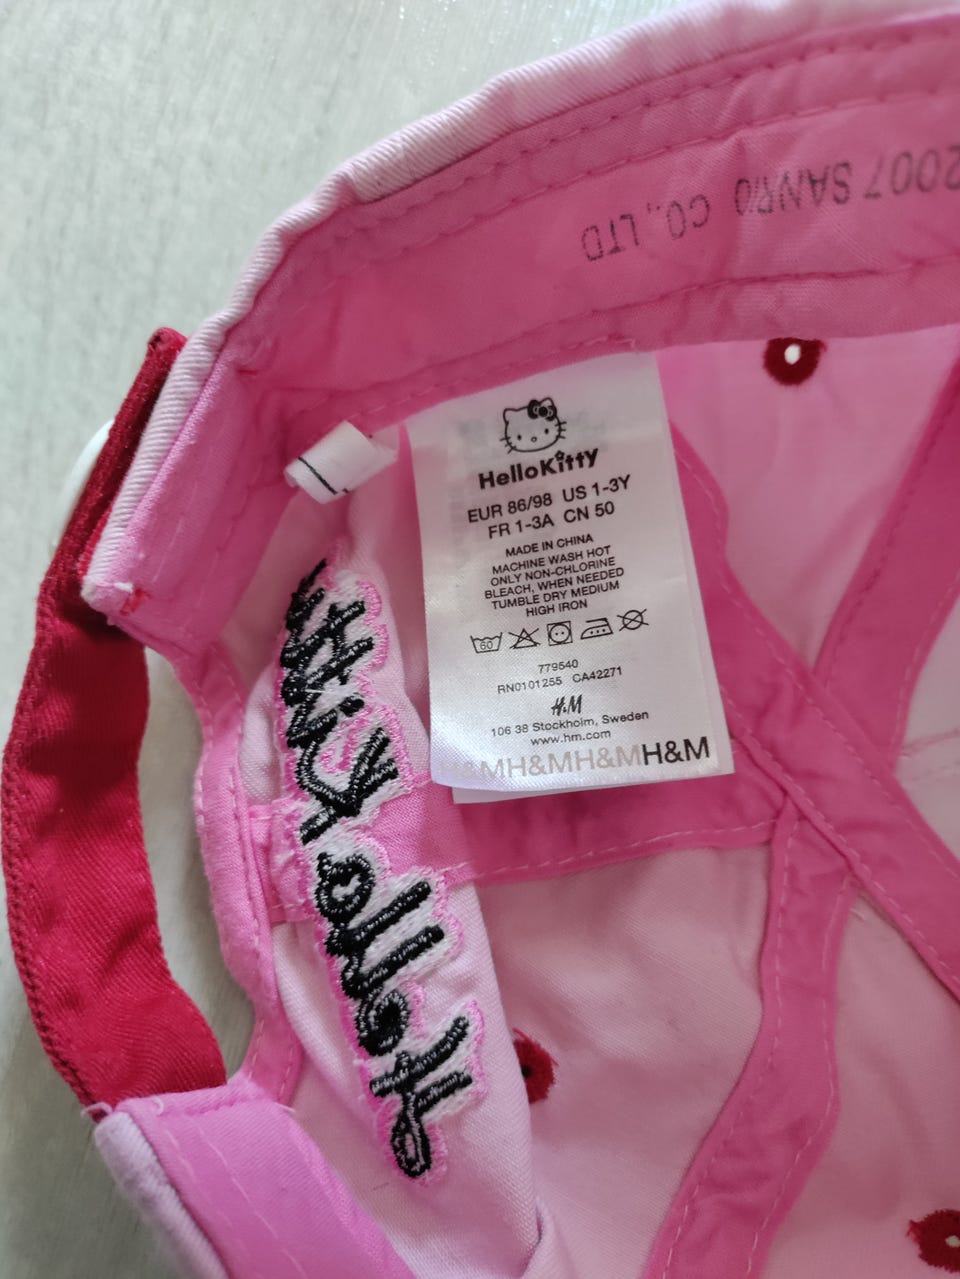 2007 SANRIO CO., LTD
HelloKitty
EUR 86/98 US 1-3Y
FR 1-3A CN 50
MADE IN CHINA
MACHINE WASH HOT
ONLY NON-CHLORINE
BLEACH, WHEN NEEDED
TUMBLE DRY MEDIUM
HIGH IRON
60
779540
RN0101255 CA42271
H&M
106 38 Stockholm, Sweden
www.hm.com
H&MH&MH&MH&M
Hello Kitty